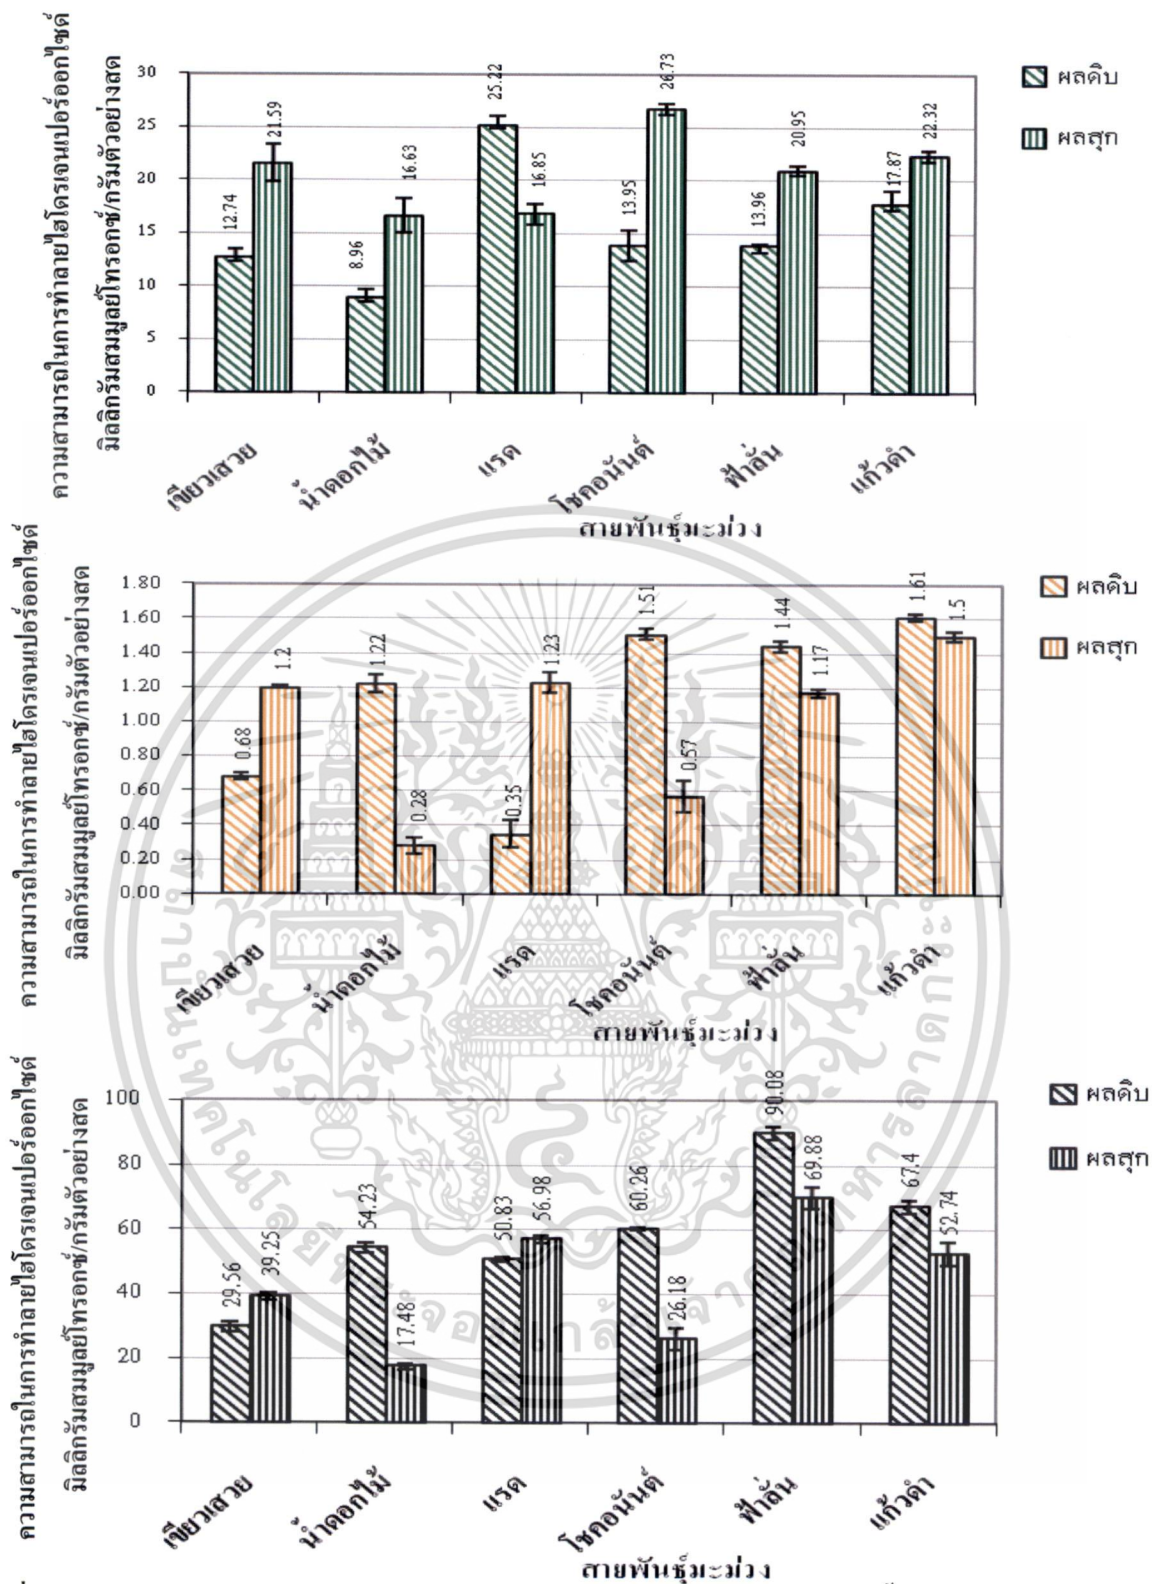 ความสามารถในการทำลายไฮโดรเจนเปอร์ออกไซด์
มิลลิกรัมสมมูลย์โทรอกซ์/กรัมตัวอย่างสด
30
25
20
15
10
5
0
12.74
21.59
8.96
16.63
25.22
16.85
13.95
26.73
13.96
20.95
17.87
22.32
ผลดิบ
ผลสุก
เขียวเสวย
น้ำดอกไม้
แรด
โชคอนันต์
ฟ้าลั่น
แก้วดำ
สายพันธุ์มะม่วง
ความสามารถในการทำลายไฮโดรเจนเปอร์ออกไซด์
มิลลิกรัมสมมูลย์โทรอกซ์/กรัมตัวอย่างสด
1.80
1.60
1.40
1.20
1.00
0.80
0.60
0.40
0.20
0.00
0.68
1.2
1.22
0.28
0.35
1.23
1.51
0.57
1.44
1.17
1.61
1.5
ผลดิบ
ผลสุก
เขียวเสวย
น้ำดอกไม้
แรด
โชคอนันต์
ฟ้าลั่น
แก้วดำ
สายพันธุ์มะม่วง
ความสามารถในการทำลายไฮโดรเจนเปอร์ออกไซด์
มิลลิกรัมสมมูลย์โทรอกซ์/กรัมตัวอย่างสด
100
80
60
40
20
0
29.56
39.25
54.23
17.48
50.83
56.98
60.26
26.18
90.08
69.88
67.4
52.74
ผลดิบ
ผลสุก
เขียวเสวย
น้ำดอกไม้
แรด
โชคอนันต์
ฟ้าลั่น
แก้วดำ
สายพันธุ์มะม่วง